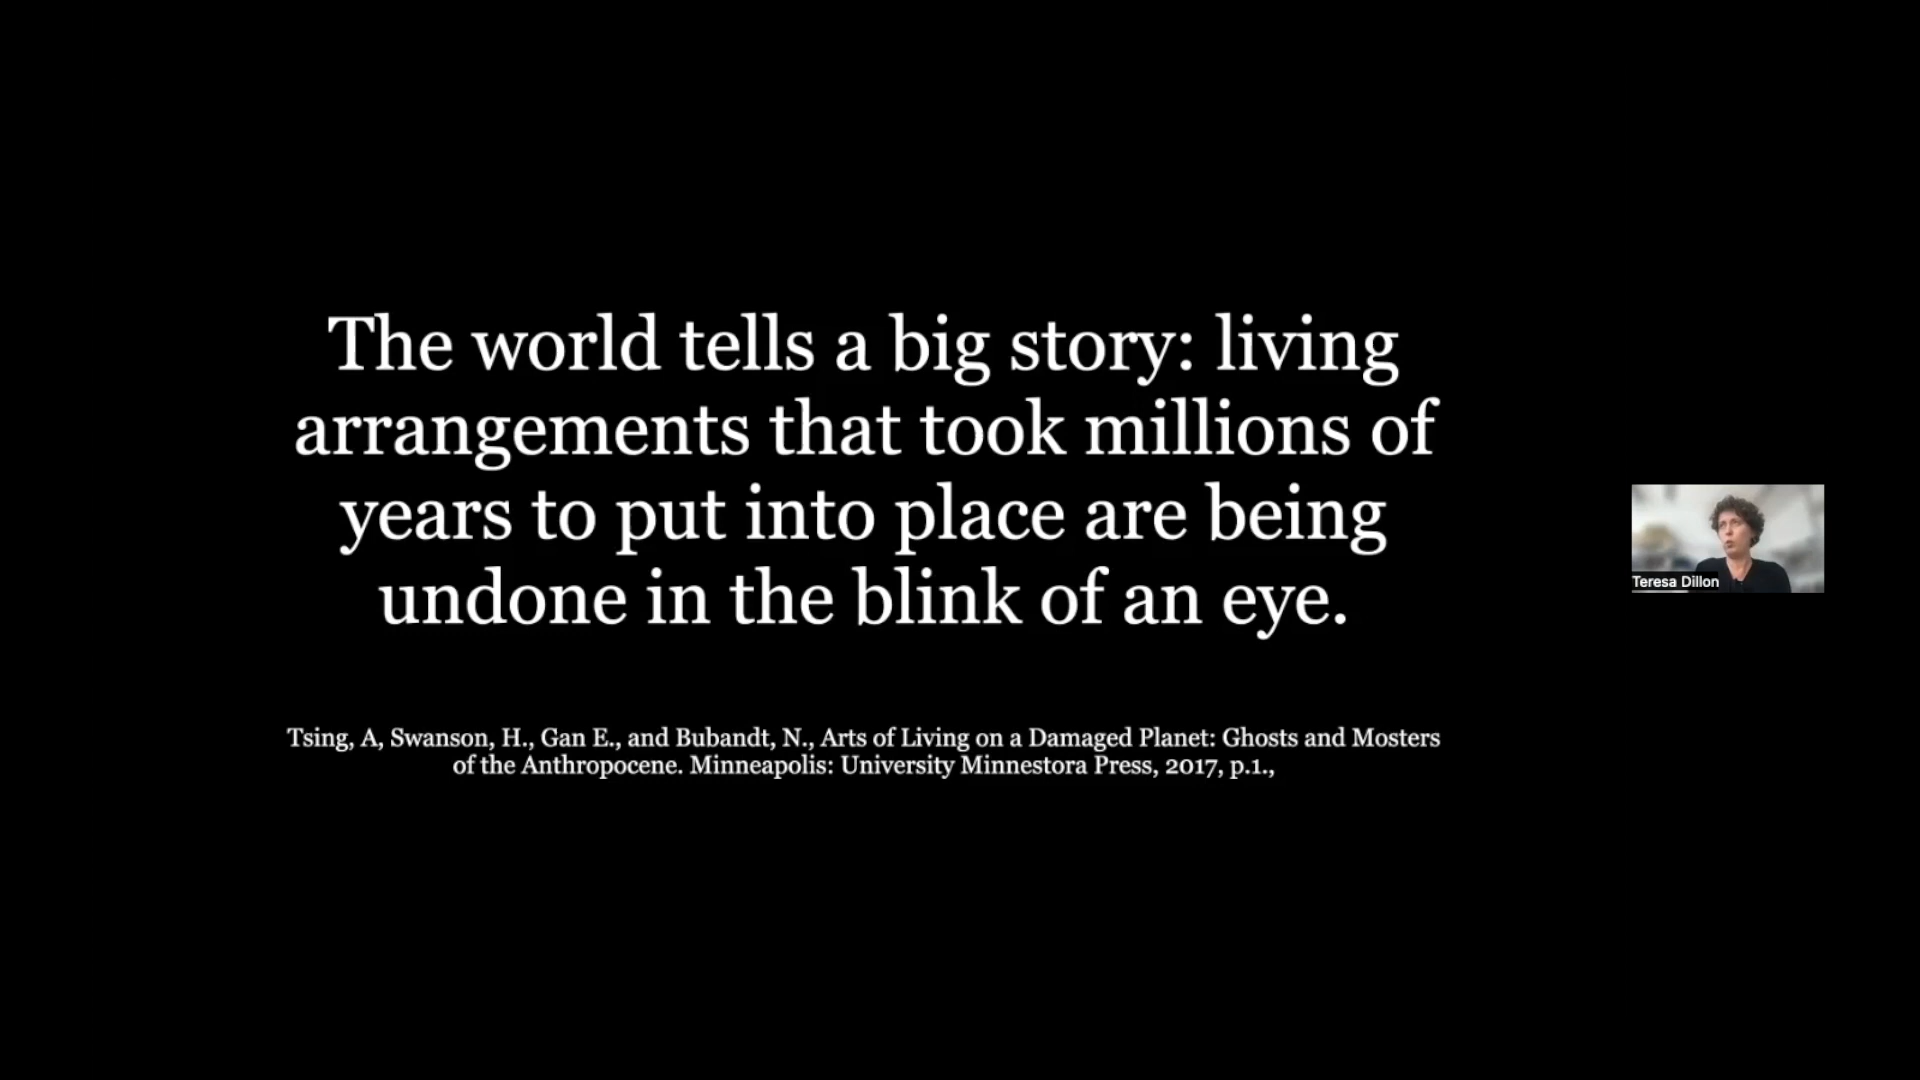 The world tells a big story: living
arrangements that took millions of
years to put into place are being
undone in the blink of an eye.
Tsing, A, Swanson, H., Gan E., and Bubandt, N., Arts of Living on a Damaged Planet: Ghosts and Mosters
of the Anthropocene. Minneapolis: University Minnestora Press, 2017, p.1.,
Teresa Dillon